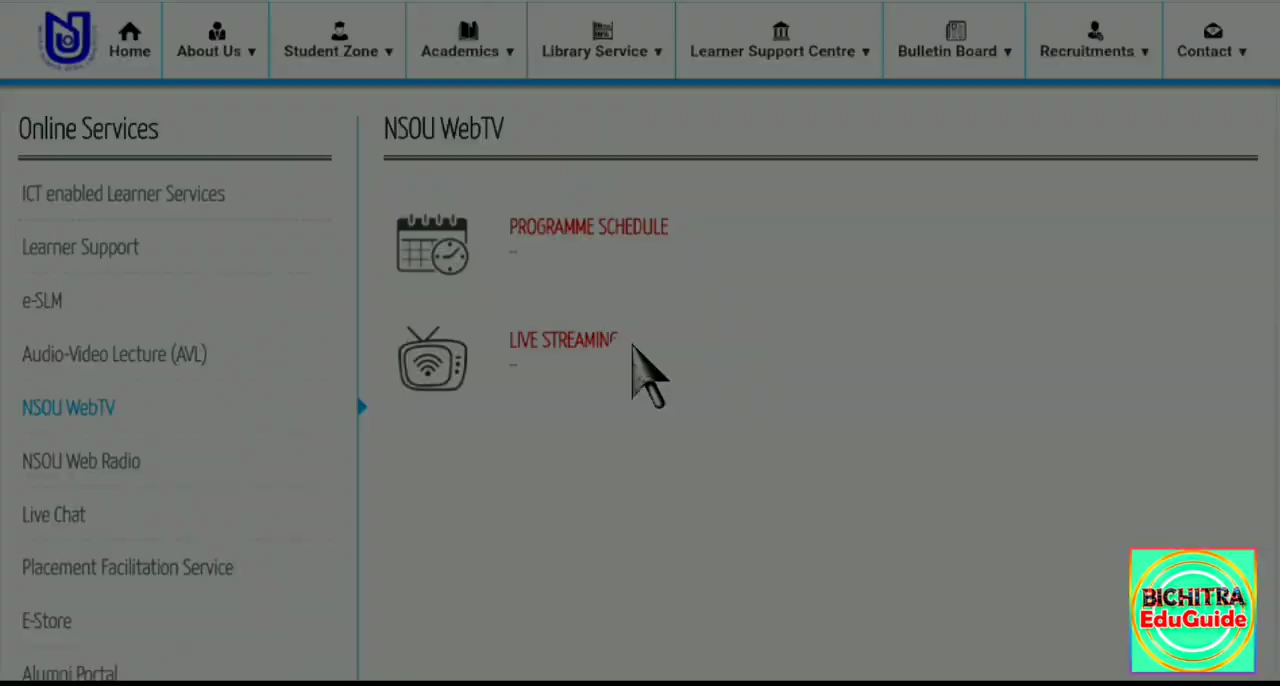 Home
About Us ▼
Student Zone ▼
Academics ▼
Library Service ▼
Learner Support Centre ▼
Bulletin Board ▼
Recruitments ▼
Contact ▼
Online Services
ICT enabled Learner Services
Learner Support
e-SLM
Audio-Video Lecture (AVL)
NSOU WebTV
NSOU Web Radio
Live Chat
Placement Facilitation Service
E-Store
Alumni Portal
NSOU WebTV
PROGRAMME SCHEDULE
--
LIVE STREAMING
--
BICHITRA
EduGuide